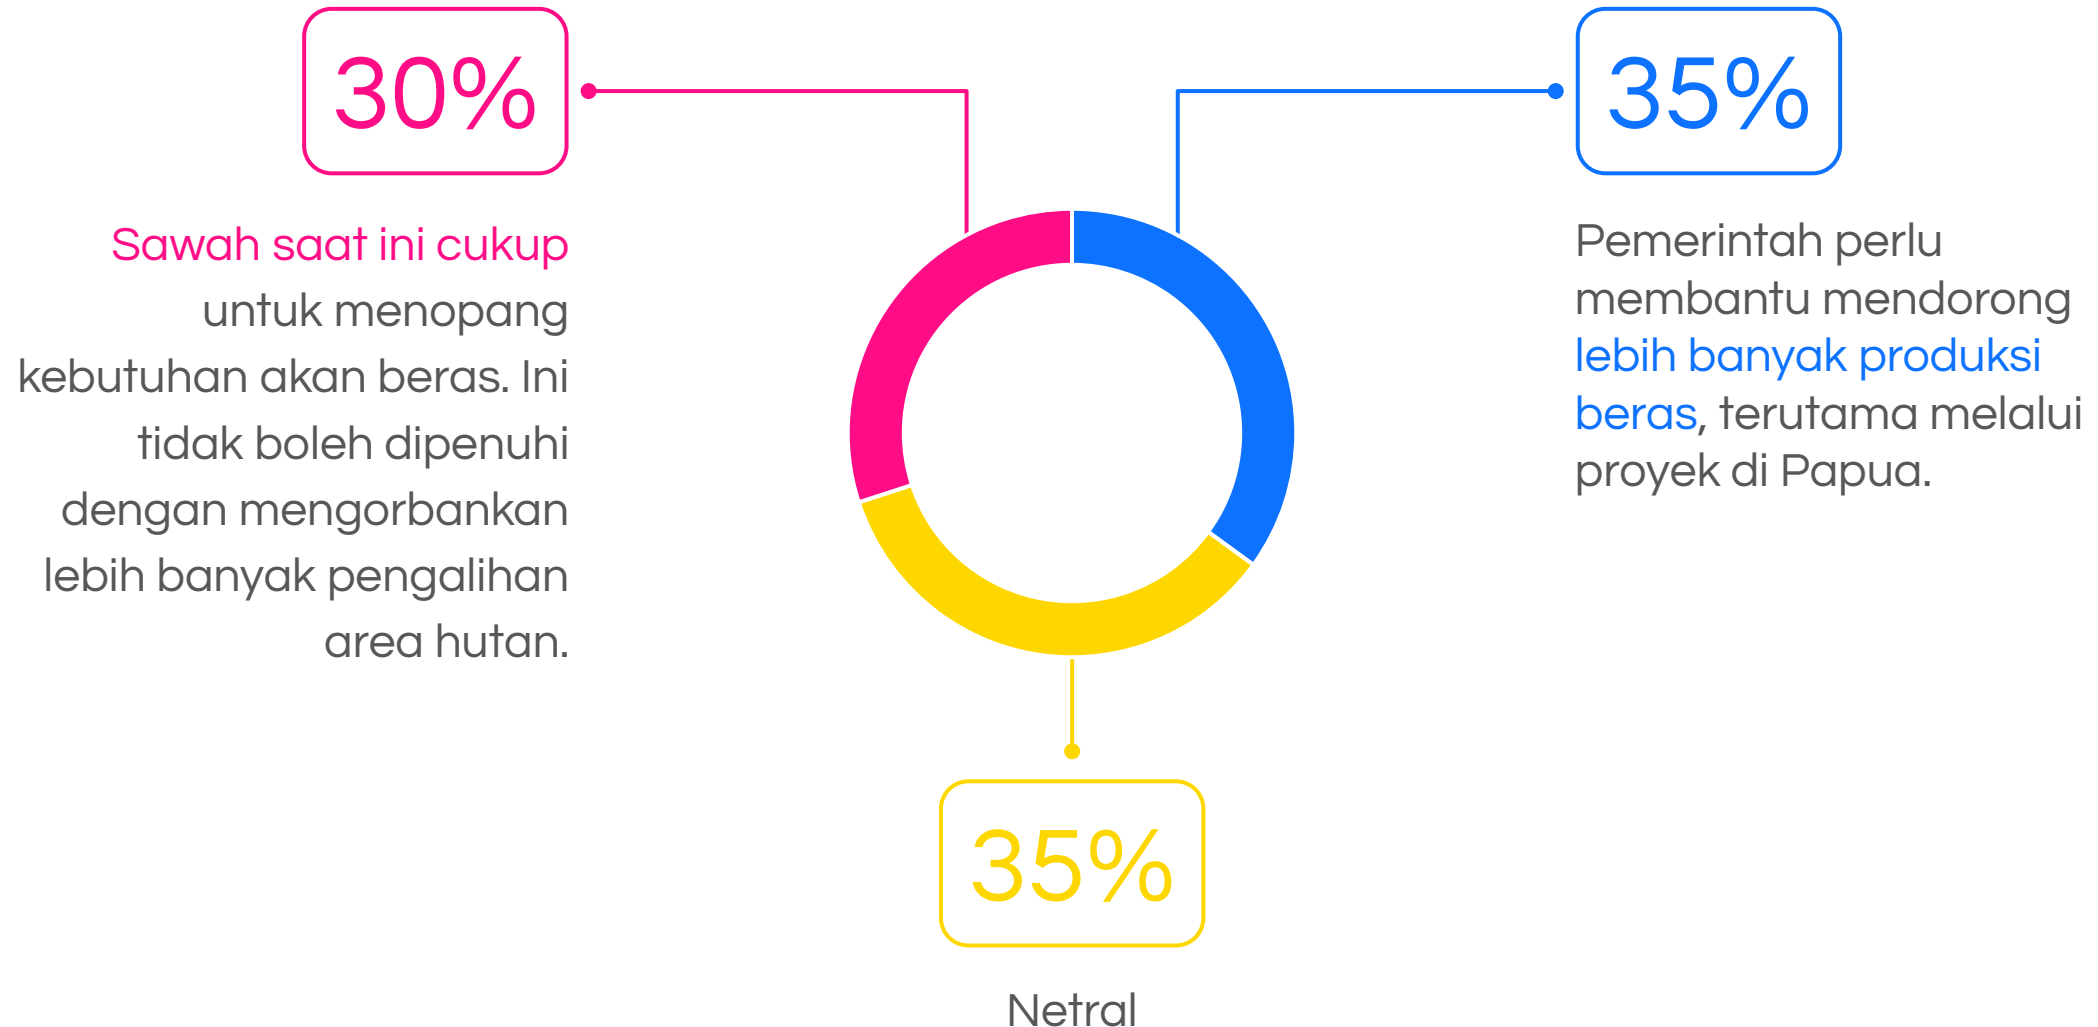 30%
Sawah saat ini cukup
untuk menopang
kebutuhan akan beras. Ini
tidak boleh dipenuhi
dengan mengorbankan
lebih banyak pengalihan
area hutan.
35%
Pemerintah perlu
membantu mendorong
lebih banyak produksi
beras, terutama melalui
proyek di Papua.
35%
Netral